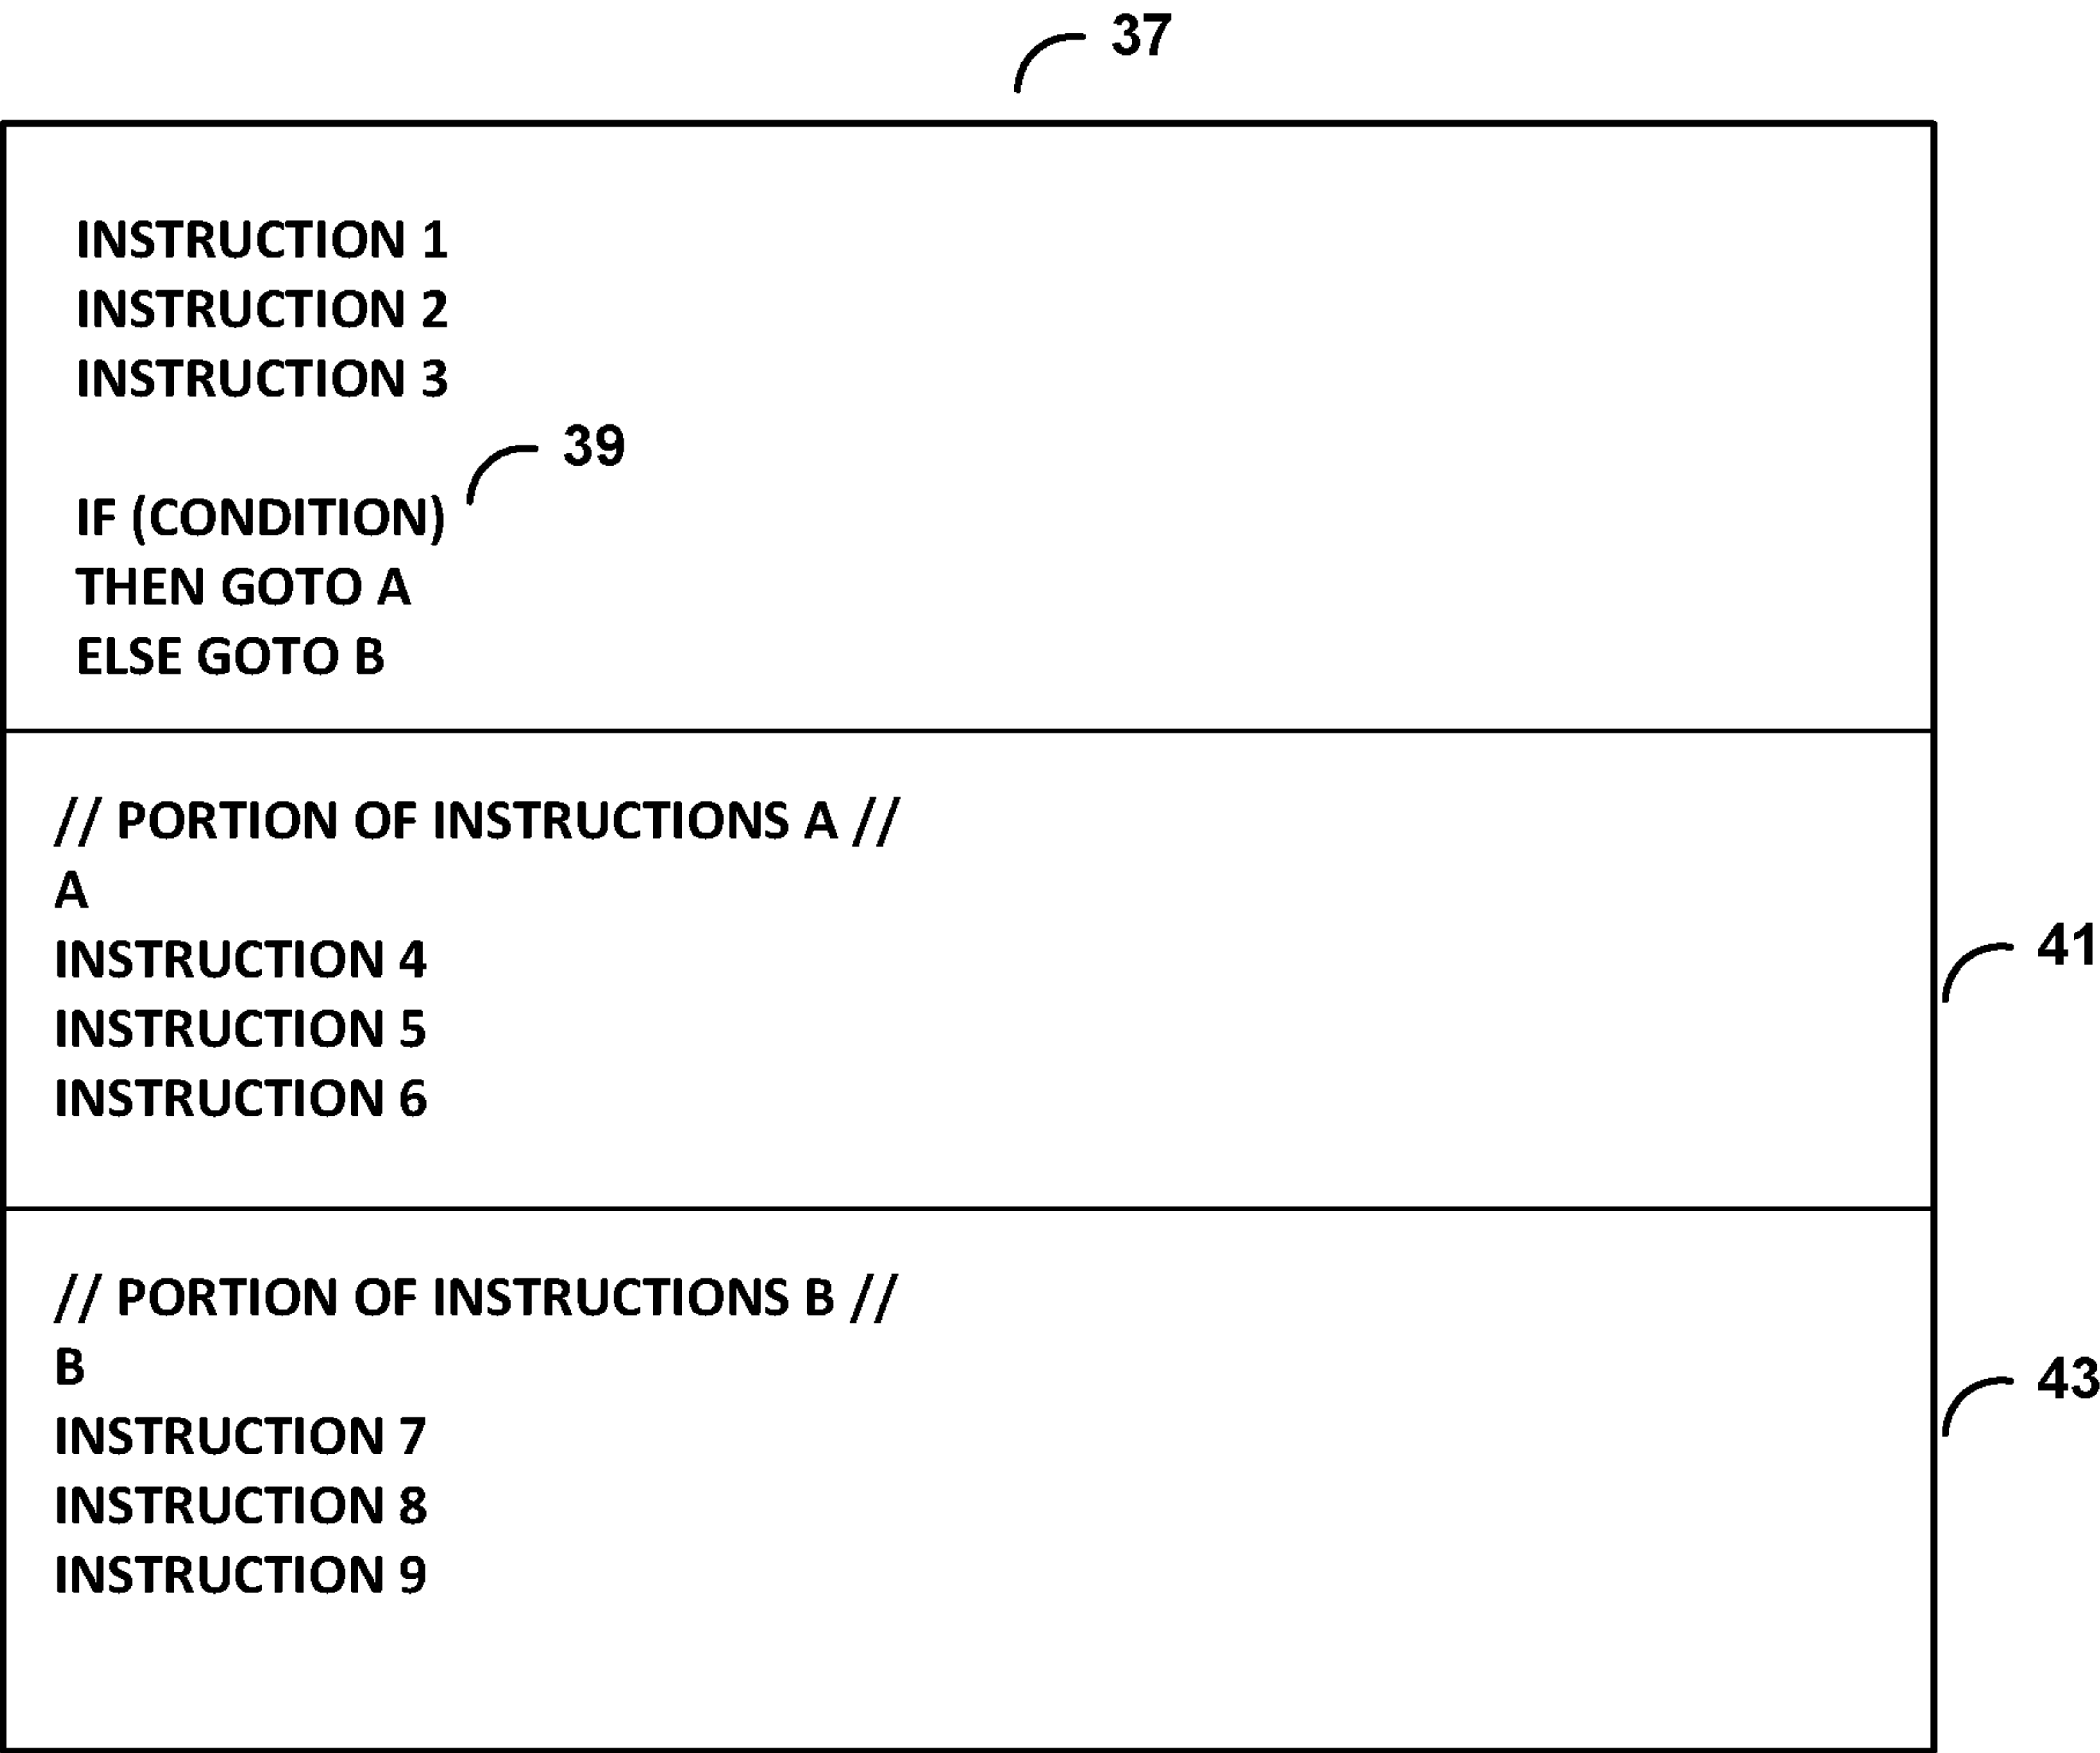 37
INSTRUCTION 1
INSTRUCTION 2
INSTRUCTION 3
39
IF (CONDITION)
THEN GOTO A
ELSE GOTO B
// PORTION OF INSTRUCTIONS A //
A
INSTRUCTION 4
41
INSTRUCTION 5
INSTRUCTION 6
// PORTION OF INSTRUCTIONS B //
B
43
INSTRUCTION 7
INSTRUCTION 8
INSTRUCTION 9